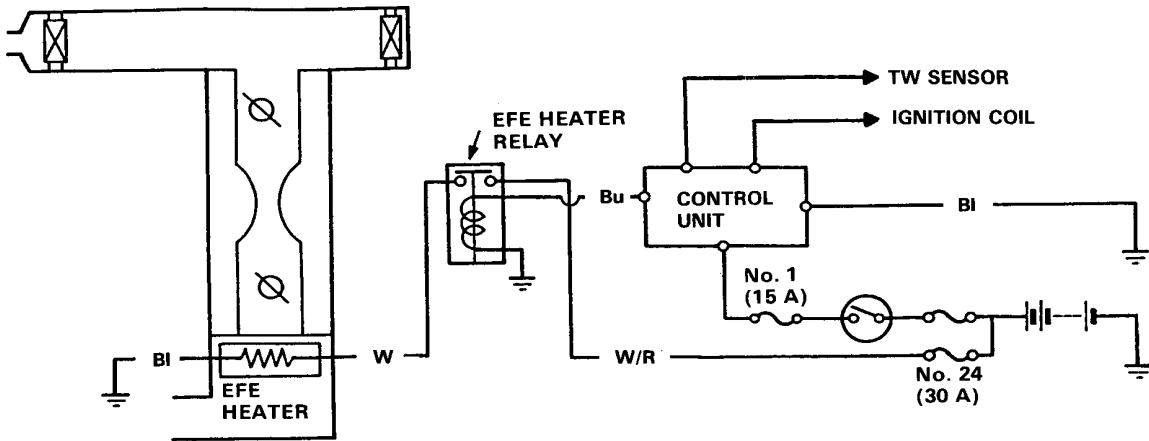 TW SENSOR
EFE HEATER
RELAY
IGNITION COIL
Bu
CONTROL
UNIT
Bl
No. 1
(15 A)
Bl
W
W/R
No. 24
(30 A)
EFE
HEATER